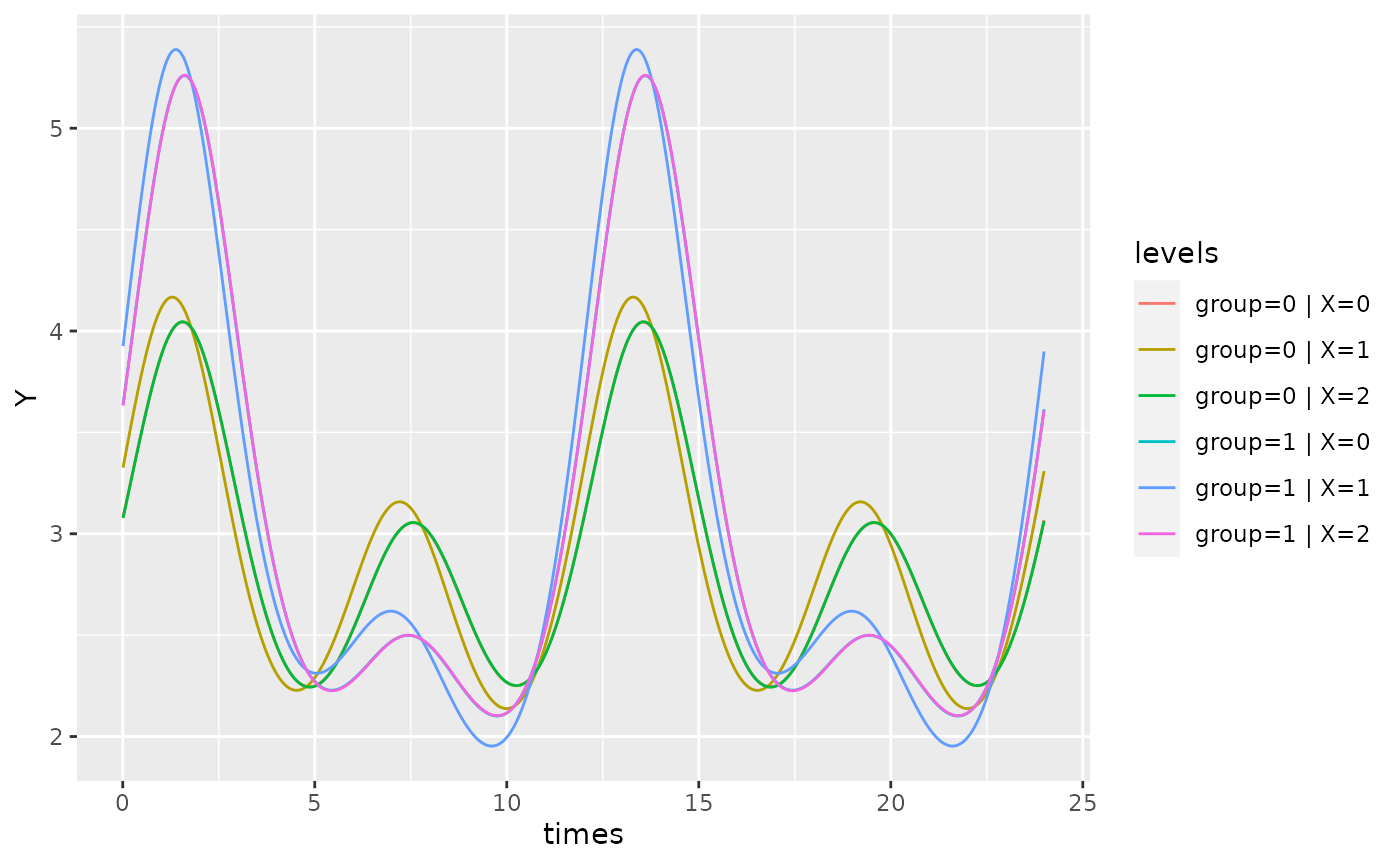 5
4
3
2
Y
0 5 10 15 20 25
times
levels
group=0 | X=0
group=0 | X=1
group=0 | X=2
group=1 | X=0
group=1 | X=1
group=1 | X=2